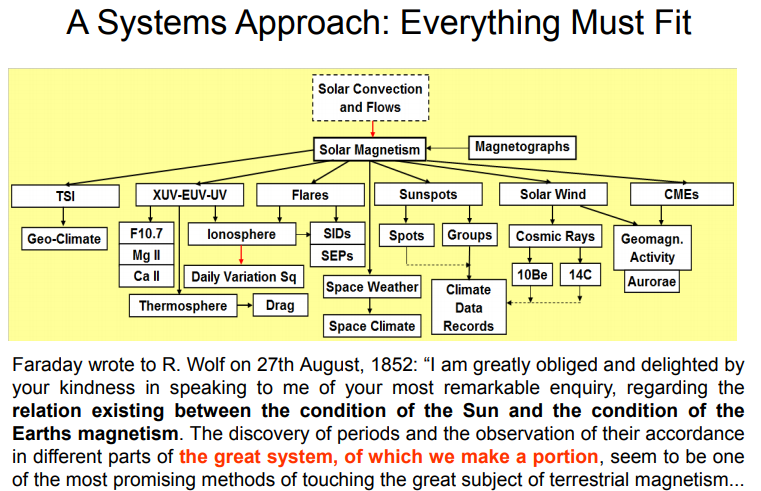 A Systems Approach: Everything Must Fit
Solar Convection
and Flows
Solar Magnetism
Magnetographs
TSI
XUV-EUV-UV
Flares
Sunspots
Solar Wind
CMEs
Geo-Climate
F10.7
Mg II
Ca II
Ionosphere
SIDs
SEPs
Spots
Groups
Cosmic Rays
Geomagn.
Activity
Aurorae
Daily Variation Sq
10Be
14C
Thermosphere
Drag
Space Weather
Space Climate
Climate
Data
Records
Faraday wrote to R. Wolf on 27th August, 1852: “I am greatly obliged and delighted by
your kindness in speaking to me of your most remarkable enquiry, regarding the
relation existing between the condition of the Sun and the condition of the
Earths magnetism. The discovery of periods and the observation of their accordance
in different parts of the great system, of which we make a portion, seem to be one
of the most promising methods of touching the great subject of terrestrial magnetism...